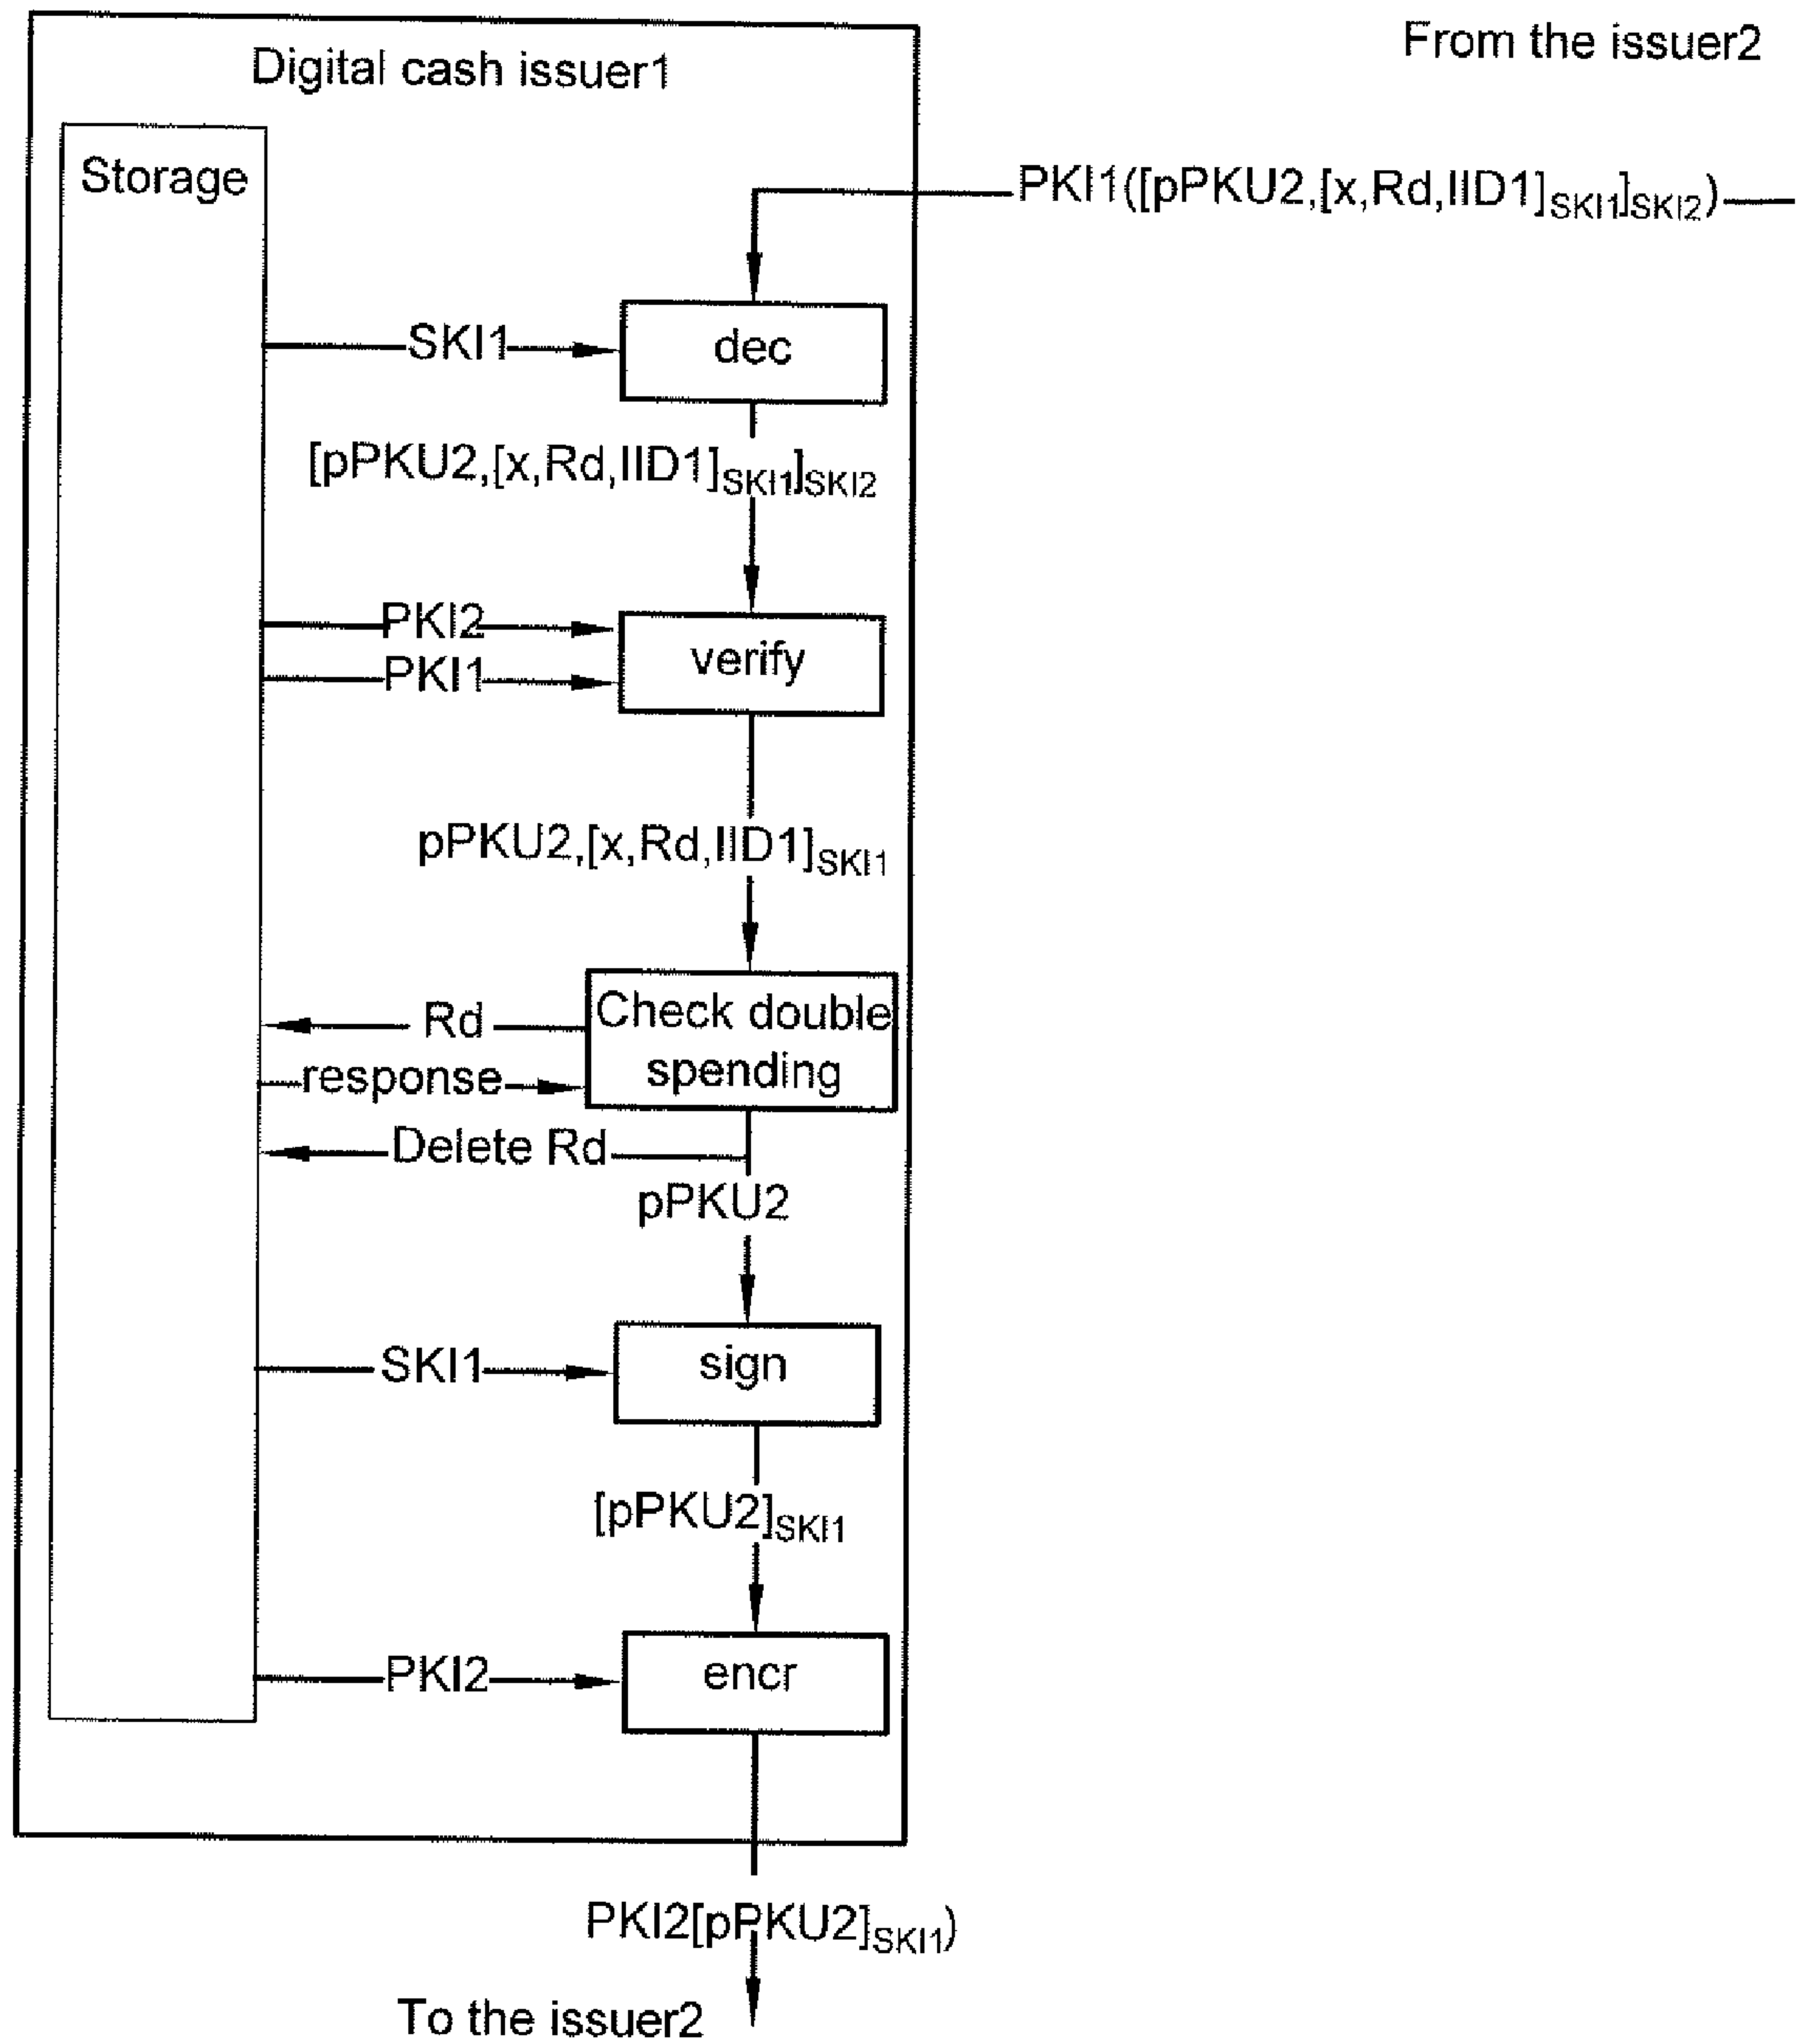 Digital cash issuer1
From the issuer2
Storage
PKI1([pPKU2,[x,Rd,IID1]SKI1]SKI2)
SKI1
dec
[pPKU2,[x,Rd,IID1]SKI1]SKI2
PKI2
PKI1
verify
pPKU2,[x,Rd,IID1]SKI1
Rd
response
Check double
spending
Delete Rd
pPKU2
SKI1
sign
[pPKU2]SKI1
PKI2
encr
PKI2[pPKU2]SKI1)
To the issuer2